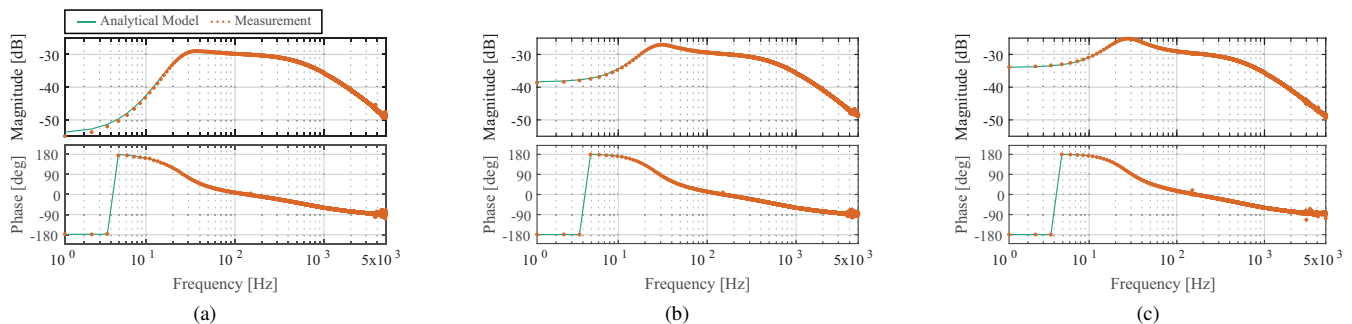 Analytical Model Measurement
Magnitude [dB]
-30
-40
-50
Phase [deg]
180
90
0
-90
-180
10^0 10^1 10^2 10^3 5x10^3
Frequency [Hz]
(a)
Magnitude [dB]
-30
-40
-50
Phase [deg]
180
90
0
-90
-180
10^0 10^1 10^2 10^3 5x10^3
Frequency [Hz]
(b)
Magnitude [dB]
-30
-40
-50
Phase [deg]
180
90
0
-90
-180
10^0 10^1 10^2 10^3 5x10^3
Frequency [Hz]
(c)